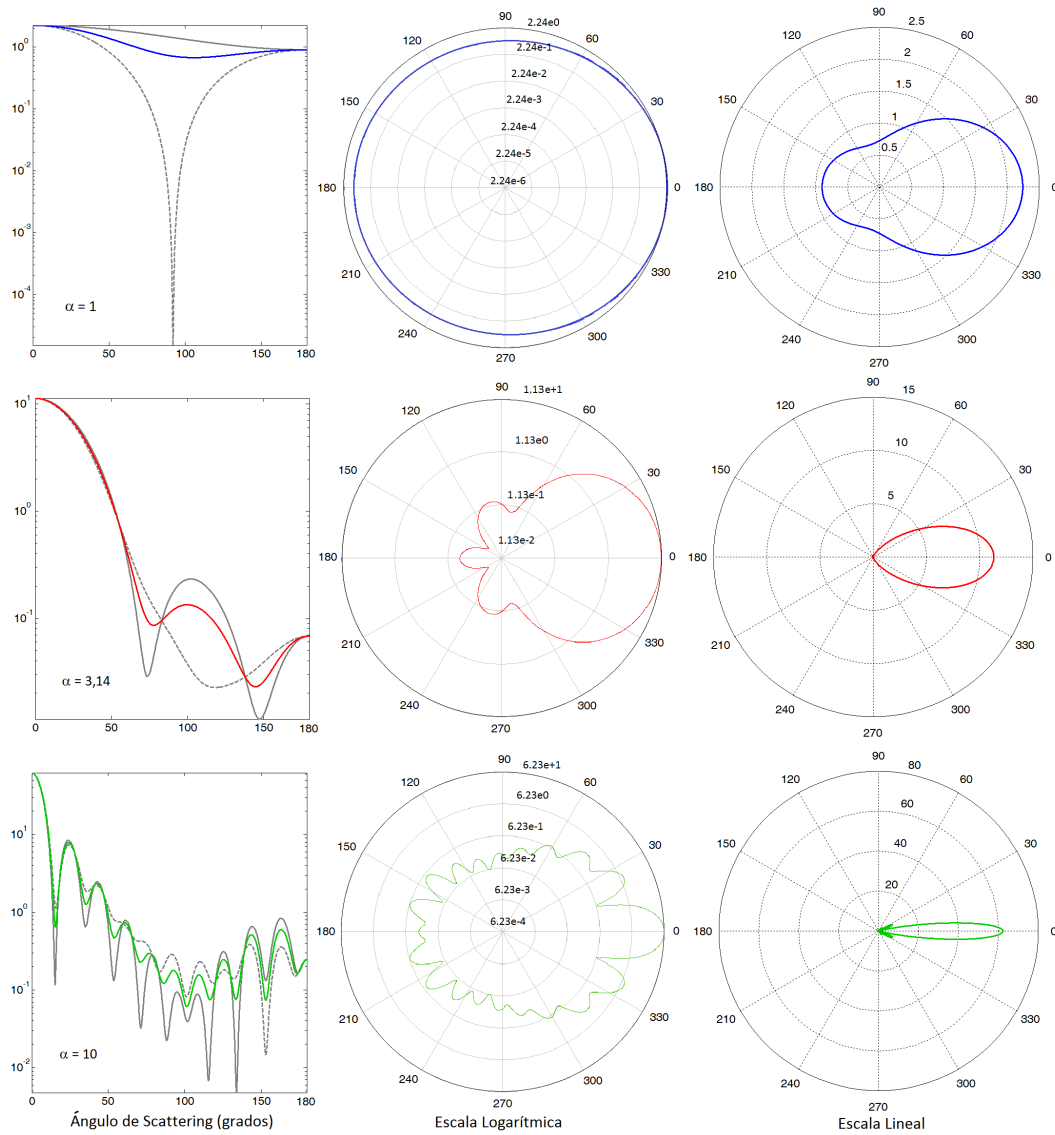 10^0
10^-1
10^-2
10^-3
10^-4
α = 1
0 50 100 150 180
90 2.24e0
120 60
2.24e-1
2.24e-2
150 30
2.24e-3
2.24e-4
2.24e-5
180 2.24e-6 0
210 330
240 300
270
90 2.5
120 60
2
1.5
150 30
1
0.5
180 0
210 330
240 300
270
10^1
10^0
10^-1
α = 3,14
0 50 100 150 180
90 1,13e+1
120 60
1.13e0
150 30
1.13e-1
1.13e-2
180 0
210 330
240 300
270
90 15
120 60
10
150 30
5
180 0
210 330
240 300
270
10^1
10^0
10^-1
10^-2
α = 10
0 50 100 150 180
Ángulo de Scattering (grados)
90 6.23e+1
120 60
6.23e0
6.23e-1
150 30
6.23e-2
6.23e-3
6.23e-4
180 0
210 330
240 300
270
Escala Logarítmica
90 80
120 60
60
150 40 30
20
180 0
210 330
240 300
270
Escala Lineal